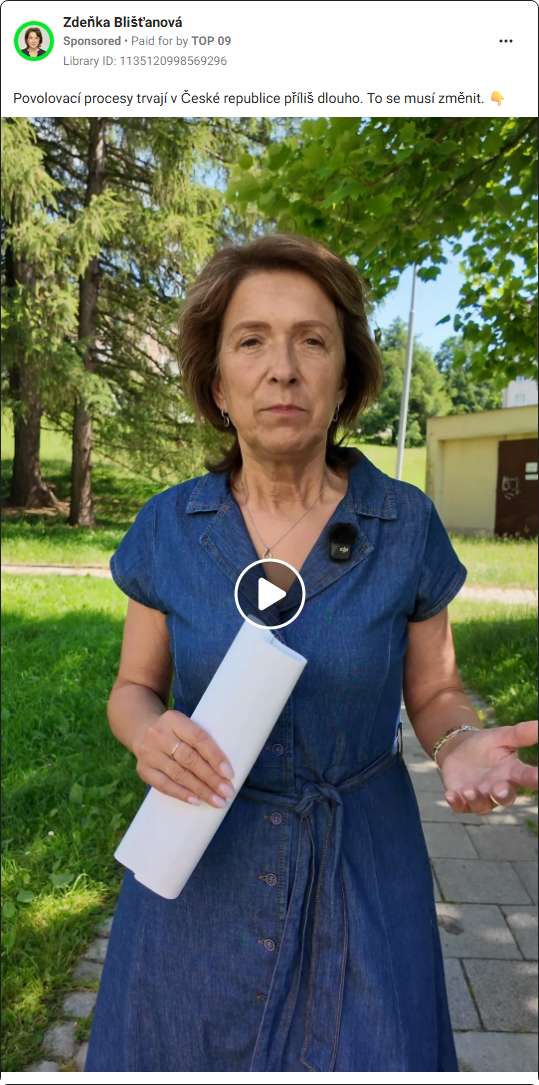 Zdeňka Blišťanová
Sponsored • Paid for by TOP 09
Library ID: 1135120998569296
Povolovací procesy trvají v České republice příliš dlouho. To se musí změnit. 👇
dji